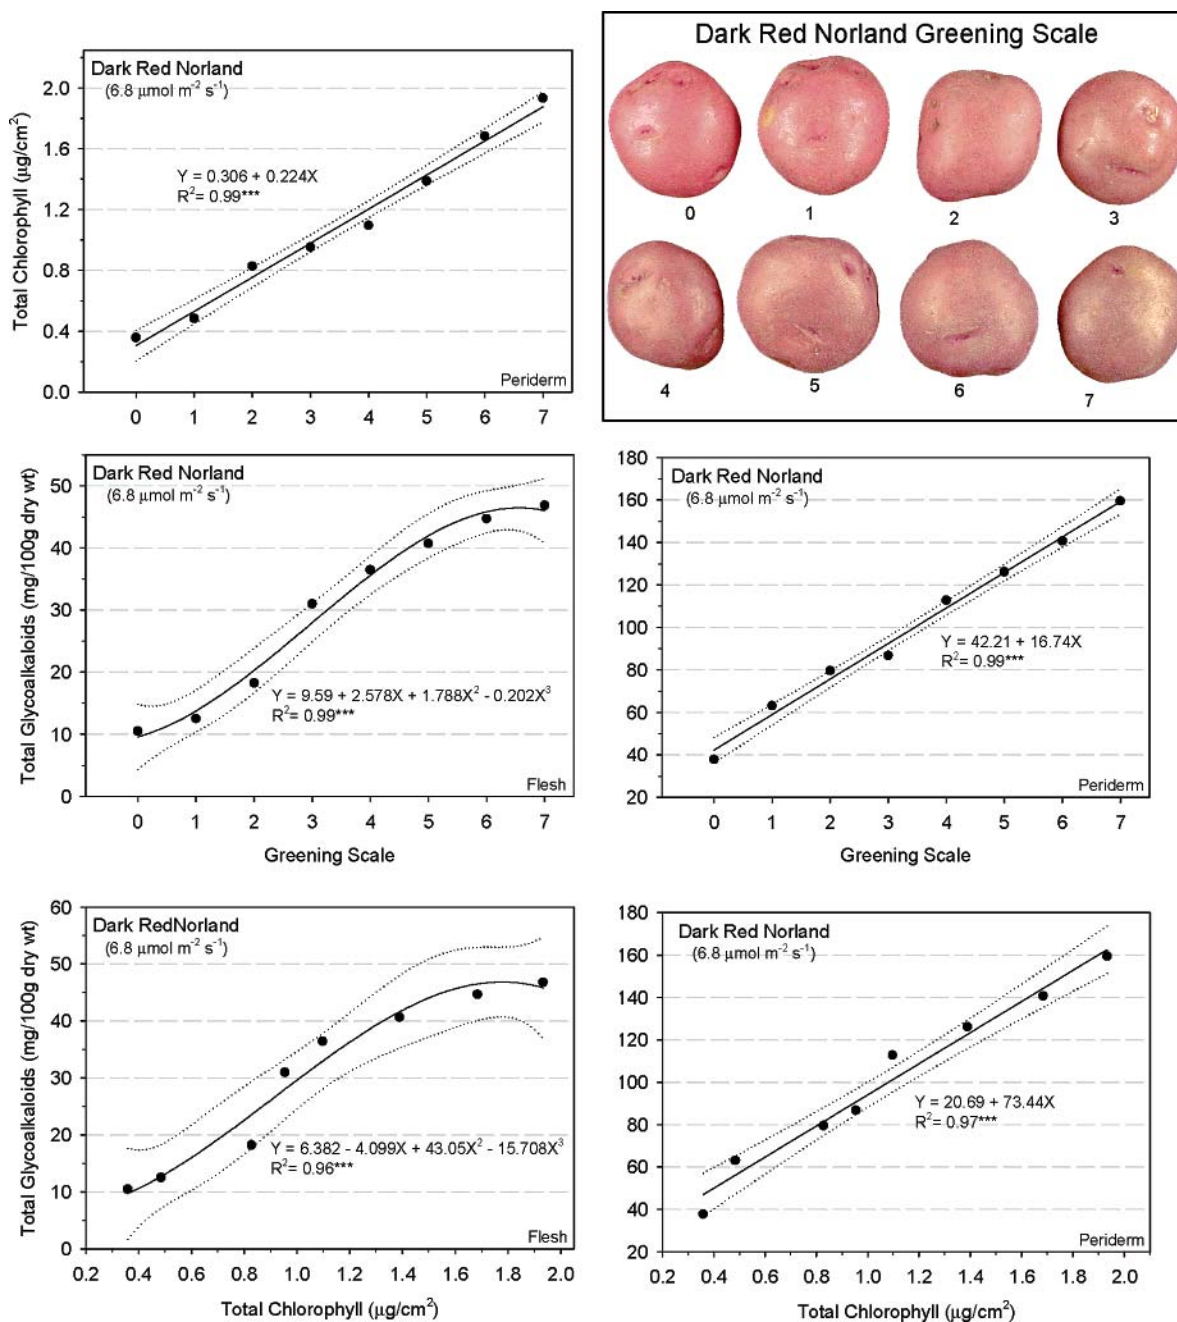 Dark Red Norland
(6.8 μmol m⁻² s⁻¹)
Total Chlorophyll (μg/cm²)
2.0
1.6
1.2
0.8
0.4
0.0
Y = 0.306 + 0.224X
R²= 0.99***
Periderm
0 1 2 3 4 5 6 7
Dark Red Norland Greening Scale
0 1 2 3
4 5 6 7
Dark Red Norland
(6.8 μmol m⁻² s⁻¹)
Total Glycoalkaloids (mg/100g dry wt)
50
40
30
20
10
0
Y = 9.59 + 2.578X + 1.788X² - 0.202X³
R²= 0.99***
Flesh
0 1 2 3 4 5 6 7
Greening Scale
Dark Red Norland
(6.8 μmol m⁻² s⁻¹)
180
160
140
120
100
80
60
40
20
Y = 42.21 + 16.74X
R²= 0.99***
Periderm
0 1 2 3 4 5 6 7
Greening Scale
Dark RedNorland
(6.8 μmol m⁻² s⁻¹)
Total Glycoalkaloids (mg/100g dry wt)
60
50
40
30
20
10
0
Y = 6.382 - 4.099X + 43.05X² - 15.708X³
R²= 0.96***
Flesh
0.2 0.4 0.6 0.8 1.0 1.2 1.4 1.6 1.8 2.0
Total Chlorophyll (μg/cm²)
Dark Red Norland
(6.8 μmol m⁻² s⁻¹)
180
160
140
120
100
80
60
40
20
Y = 20.69 + 73.44X
R²= 0.97***
Periderm
0.2 0.4 0.6 0.8 1.0 1.2 1.4 1.6 1.8 2.0
Total Chlorophyll (μg/cm²)